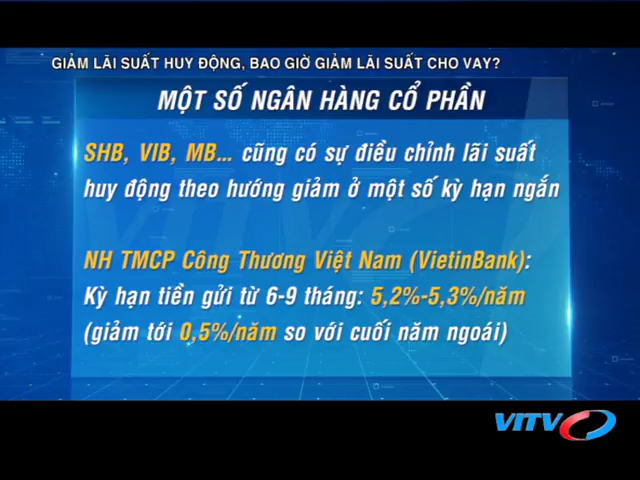 GIẢM LÃI SUẤT HUY ĐỘNG, BAO GIỜ GIẢM LÃI SUẤT CHO VAY?
MỘT SỐ NGÂN HÀNG CỔ PHẦN
SHB, VIB, MB... cũng có sự điều chỉnh lãi suất
huy động theo hướng giảm ở một số kỳ hạn ngắn
NH TMCP Công Thương Việt Nam (VietinBank):
Kỳ hạn tiền gửi từ 6-9 tháng: 5,2%-5,3%/năm
(giảm tới 0,5%/năm so với cuối năm ngoái)
VITV